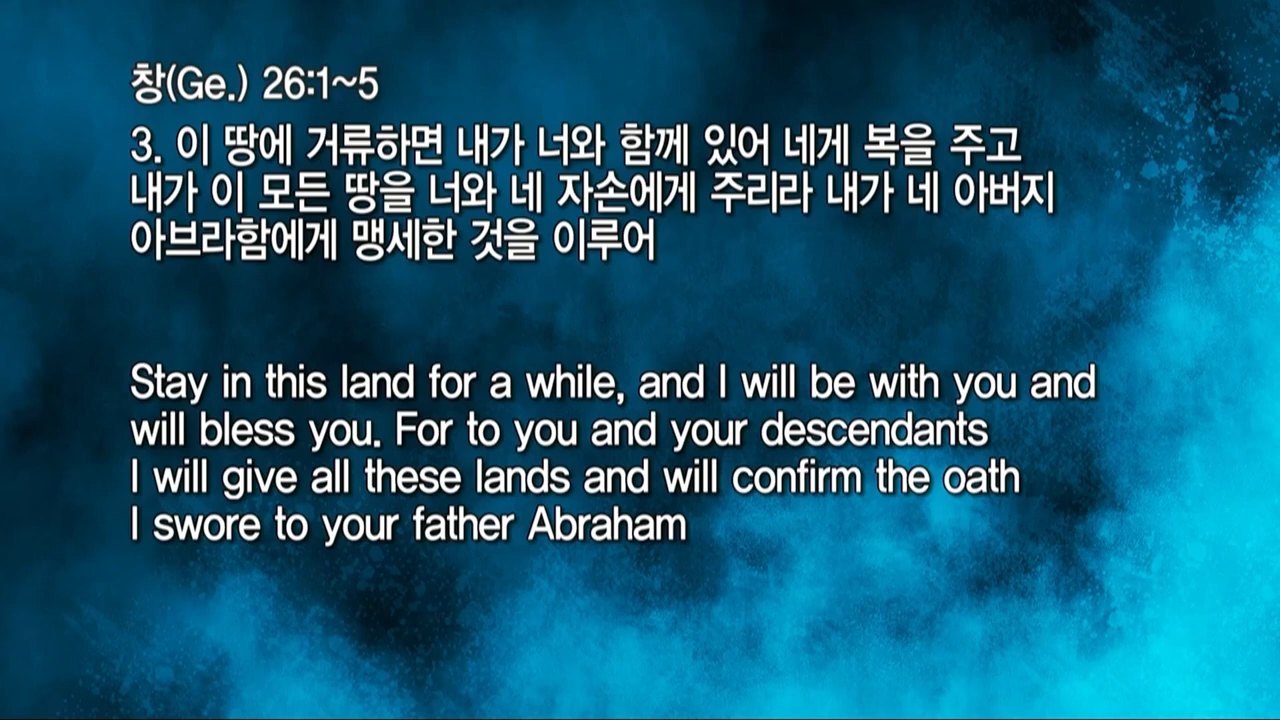 창(Ge.) 26:1~5
3. 이 땅에 거류하면 내가 너와 함께 있어 네게 복을 주고
내가 이 모든 땅을 너와 네 자손에게 주리라 내가 네 아버지
아브라함에게 맹세한 것을 이루어
Stay in this land for a while, and I will be with you and
will bless you. For to you and your descendants
I will give all these lands and will confirm the oath
I swore to your father Abraham